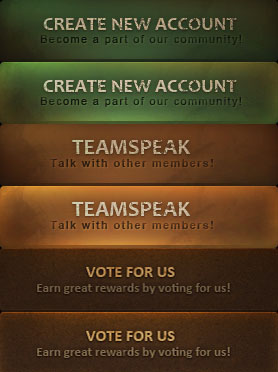 CREATE NEW ACCOUNT
Become a part of our community!
CREATE NEW ACCOUNT
Become a part of our community!
TEAMSPEAK
Talk with other members!
TEAMSPEAK
Talk with other members!
VOTE FOR US
Earn great rewards by voting for us!
VOTE FOR US
Earn great rewards by voting for us!